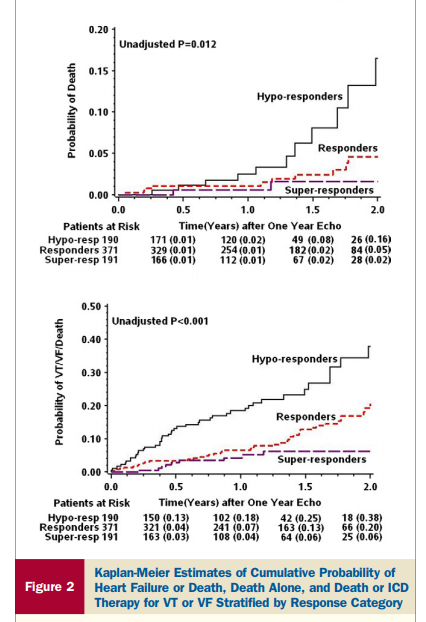 0.20
Unadjusted P=0.012
0.15
Hypo-responders
0.10
Probability of Death
Responders
0.05
Super-responders
0.00
0.0 0.5 1.0 1.5 2.0
Patients at Risk Time(Years) after One Year Echo
Hypo-resp 190 171 (0.01) 120 (0.02) 49 (0.08) 26 (0.16)
Responders 371 329 (0.01) 254 (0.01) 182 (0.02) 84 (0.05)
Super-resp 191 166 (0.01) 112 (0.01) 67 (0.02) 28 (0.02)
0.50
Unadjusted P<0.001
0.40
Hypo-responders
0.30
Probability of VT/VF/Death
0.20
Responders
0.10
Super-responders
0.00
0.0 0.5 1.0 1.5 2.0
Patients at Risk Time(Years) after One Year Echo
Hypo-resp 190 150 (0.13) 102 (0.18) 42 (0.25) 18 (0.38)
Responders 371 321 (0.04) 241 (0.07) 163 (0.13) 66 (0.20)
Super-resp 191 163 (0.03) 108 (0.04) 64 (0.06) 25 (0.06)
Figure 2
Kaplan-Meier Estimates of Cumulative Probability of
Heart Failure or Death, Death Alone, and Death or ICD
Therapy for VT or VF Stratified by Response Category